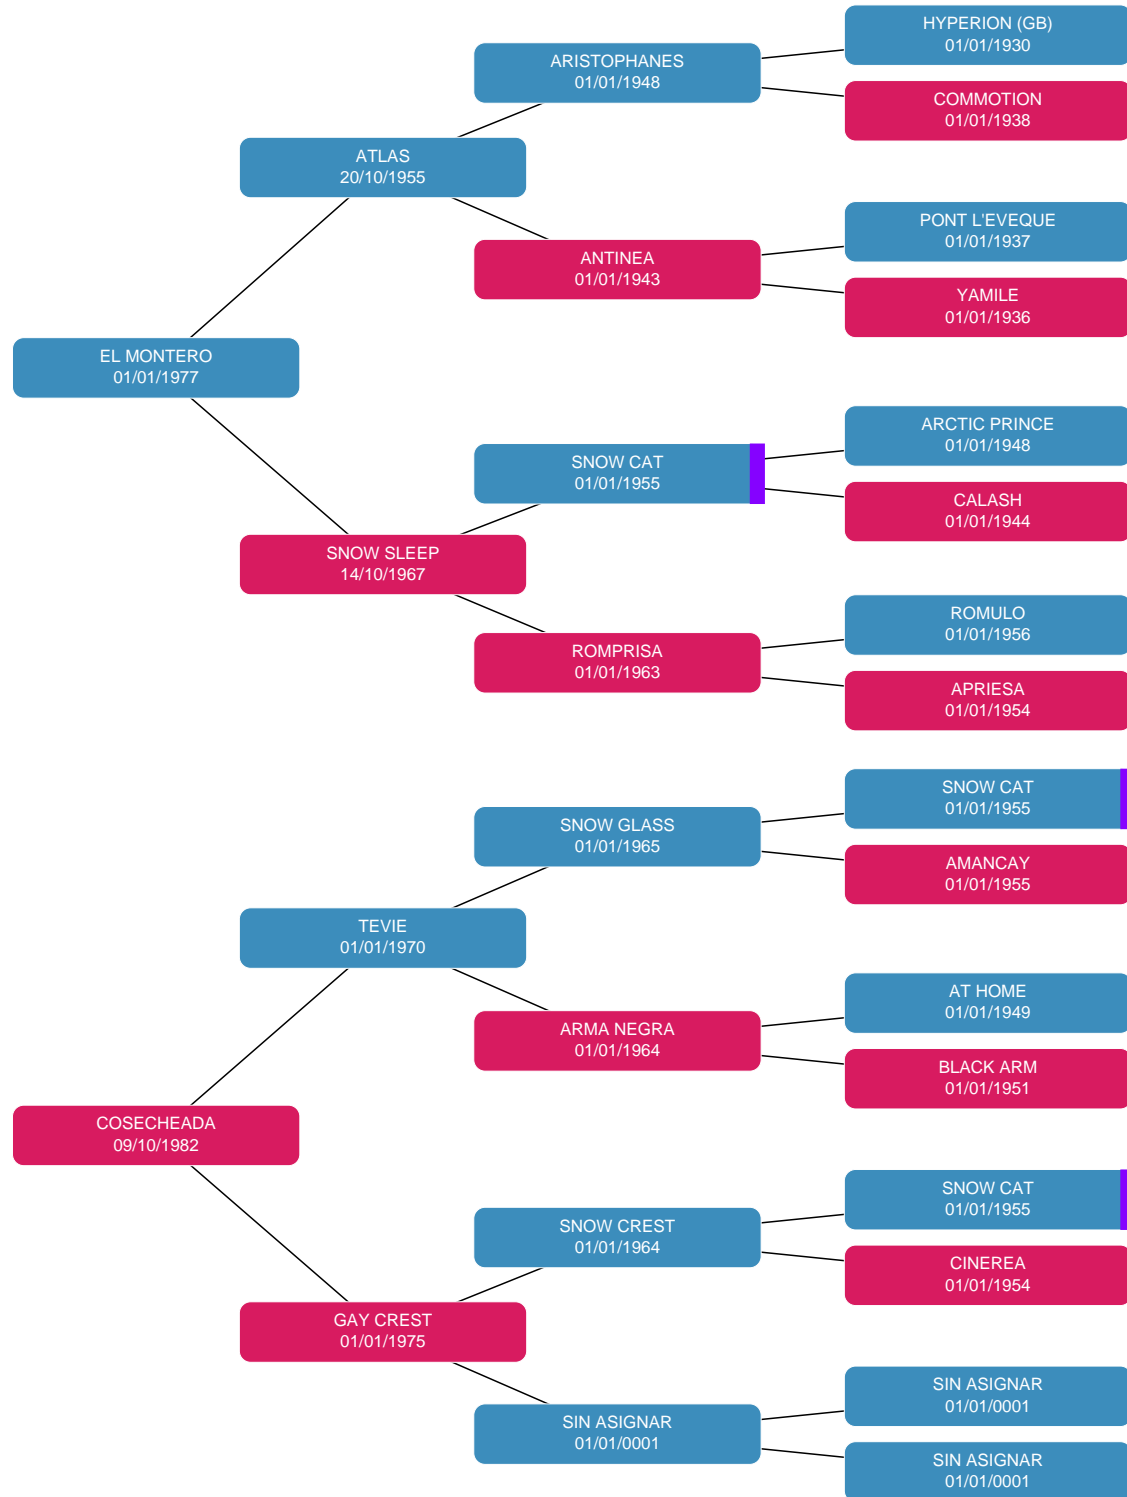 HYPERION (GB)
01/01/1930
ARISTOPHANES
01/01/1948
COMMOTION
01/01/1938
ATLAS
20/10/1955
PONT L'EVEQUE
01/01/1937
ANTINEA
01/01/1943
YAMILE
01/01/1936
EL MONTERO
01/01/1977
ARCTIC PRINCE
01/01/1948
SNOW CAT
01/01/1955
CALASH
01/01/1944
SNOW SLEEP
14/10/1967
ROMULO
01/01/1956
ROMPRISA
01/01/1963
APRIESA
01/01/1954
SNOW CAT
01/01/1955
SNOW GLASS
01/01/1965
AMANCAY
01/01/1955
TEVIE
01/01/1970
AT HOME
01/01/1949
ARMA NEGRA
01/01/1964
BLACK ARM
01/01/1951
COSECHEADA
09/10/1982
SNOW CAT
01/01/1955
SNOW CREST
01/01/1964
CINEREA
01/01/1954
GAY CREST
01/01/1975
SIN ASIGNAR
01/01/0001
SIN ASIGNAR
01/01/0001
SIN ASIGNAR
01/01/0001